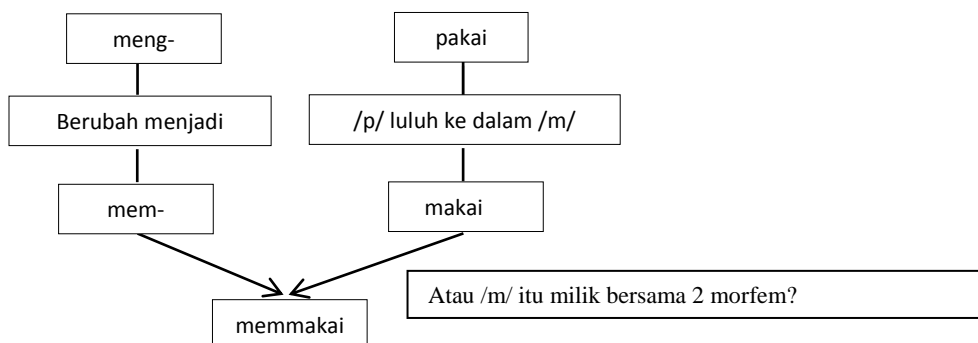 meng-
pakai
Berubah menjadi
/p/ luluh ke dalam /m/
mem-
makai
Atau /m/ itu milik bersama 2 morfem?
memmakai